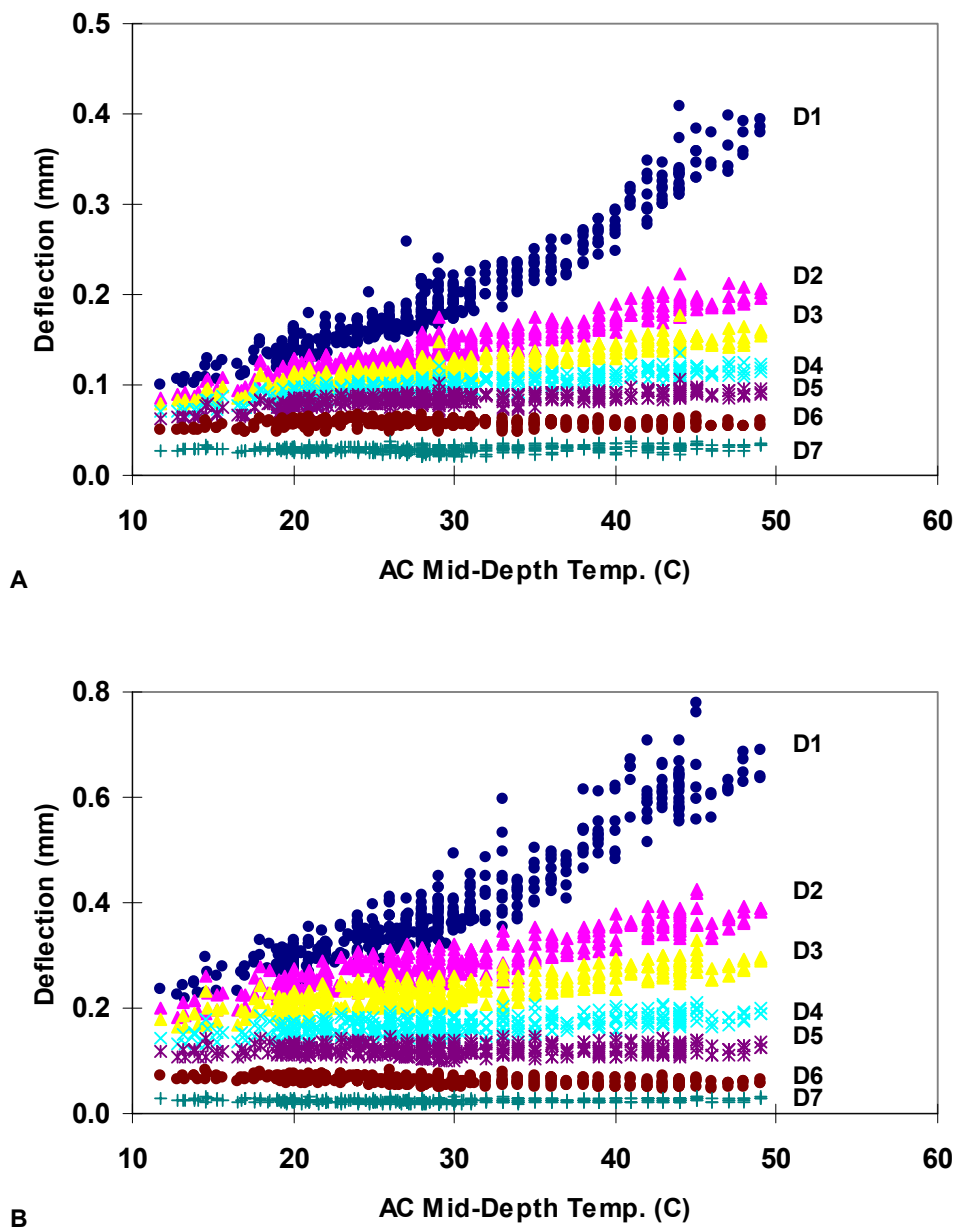 0.5
0.4
0.3
0.2
0.1
0.0
Deflection (mm)
D1
D2
D3
D4
D5
D6
D7
10 20 30 40 50 60
AC Mid-Depth Temp. (C)
A
0.8
0.6
0.4
0.2
0.0
Deflection (mm)
D1
D2
D3
D4
D5
D6
D7
10 20 30 40 50 60
AC Mid-Depth Temp. (C)
B